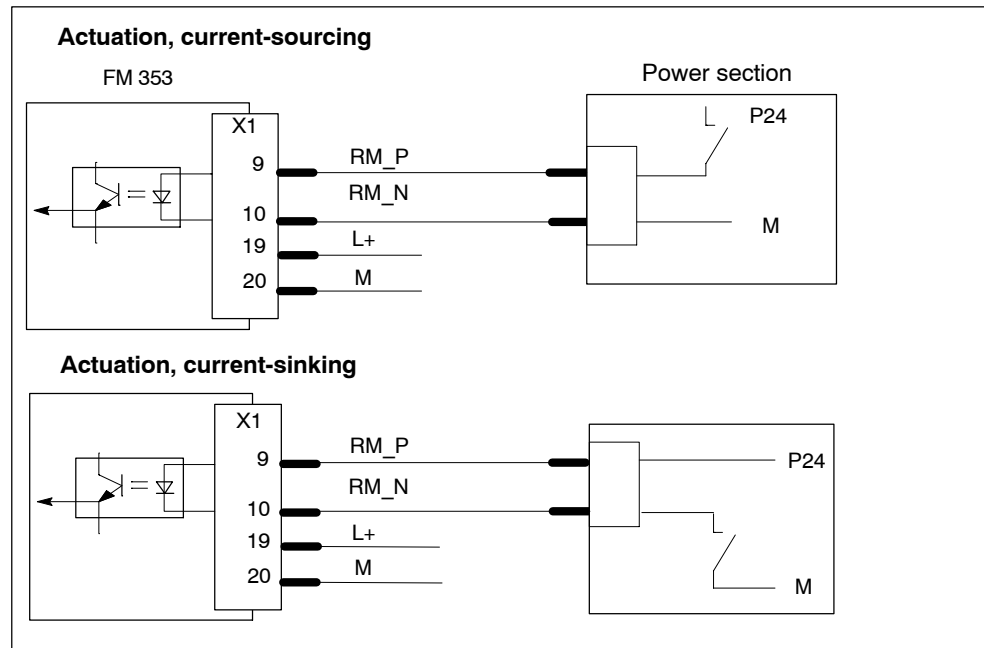 Actuation, current-sourcing
FM 353
Power section
X1
P24
9
RM_P
RM_N
10
M
19
L+
20
M
Actuation, current-sinking
X1
9
RM_P
P24
RM_N
10
19
L+
20
M
M